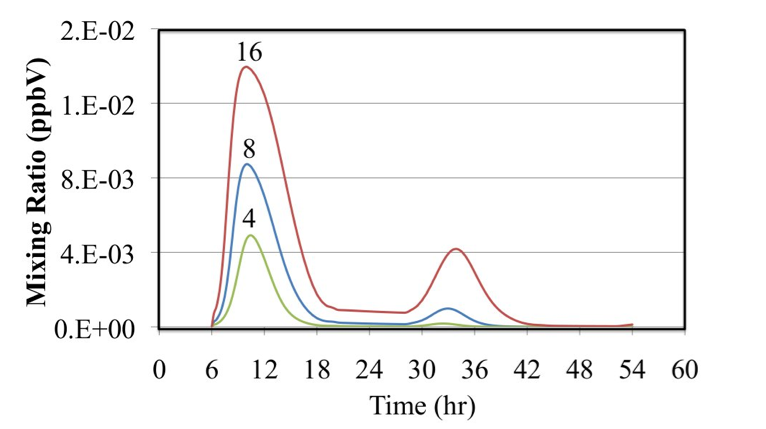 2.E-02
1.E-02
8.E-03
4.E-03
0.E+00
Mixing Ratio (ppbV)
16
8
4
0 6 12 18 24 30 36 42 48 54 60
Time (hr)